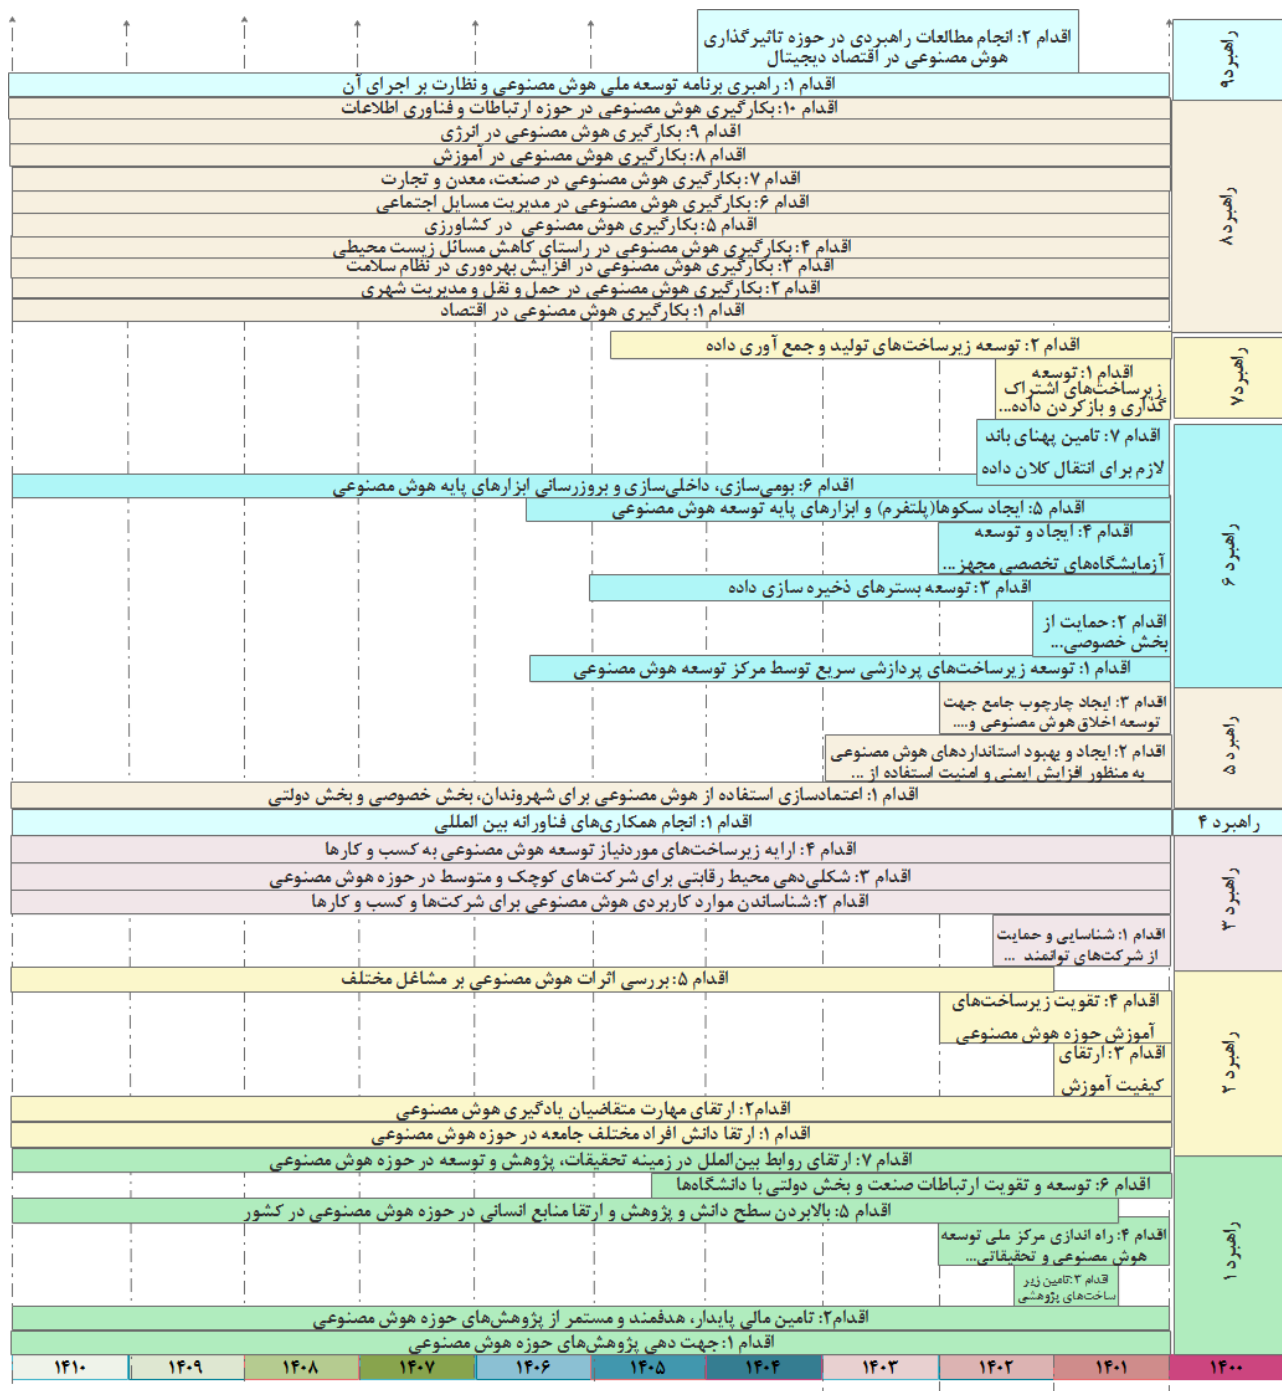 راهبرد۹
اقدام ۲: انجام مطالعات راهبردی در حوزه تاثیرگذاری
هوش مصنوعی در اقتصاد دیجیتال
اقدام ۱: راهبری برنامه توسعه ملی هوش مصنوعی و نظارت بر اجرای آن
راهبرد۸
اقدام ۱۰: بکارگیری هوش مصنوعی در حوزه ارتباطات و فناوری اطلاعات
اقدام ۹: بکارگیری هوش مصنوعی در انرژی
اقدام ۸: بکارگیری هوش مصنوعی در آموزش
اقدام ۷: بکارگیری هوش مصنوعی در صنعت، معدن و تجارت
اقدام ۶: بکارگیری هوش مصنوعی در مدیریت مسایل اجتماعی
اقدام ۵: بکارگیری هوش مصنوعی در کشاورزی
اقدام ۴: بکارگیری هوش مصنوعی در راستای کاهش مسائل زیست محیطی
اقدام ۳: بکارگیری هوش مصنوعی در افزایش بهره‌وری در نظام سلامت
اقدام ۲: بکارگیری هوش مصنوعی در حمل و نقل و مدیریت شهری
اقدام ۱: بکارگیری هوش مصنوعی در اقتصاد
راهبرد۷
اقدام ۲: توسعه زیرساخت‌های تولید و جمع آوری داده
اقدام ۱: توسعه
زیرساخت‌های اشتراک
گذاری و بازکردن داده...
راهبرد ۶
اقدام ۷: تامین پهنای باند
لازم برای انتقال کلان داده
اقدام ۶: بومی‌سازی، داخلی‌سازی و بروزرسانی ابزارهای پایه هوش مصنوعی
اقدام ۵: ایجاد سکوها(پلتفرم) و ابزارهای پایه توسعه هوش مصنوعی
اقدام ۴: ایجاد و توسعه
آزمایشگاه‌های تخصصی مجهز ...
اقدام ۳: توسعه بسترهای ذخیره سازی داده
اقدام ۲: حمایت از
بخش خصوصی...
اقدام ۱: توسعه زیرساخت‌های پردازشی سریع توسط مرکز توسعه هوش مصنوعی
راهبرد ۵
اقدام ۳: ایجاد چارچوب جامع جهت
توسعه اخلاق هوش مصنوعی و....
اقدام ۲: ایجاد و بهبود استانداردهای هوش مصنوعی
به منظور افزایش ایمنی و امنیت استفاده از ...
اقدام ۱: اعتمادسازی استفاده از هوش مصنوعی برای شهروندان، بخش خصوصی و بخش دولتی
راهبرد ۴
اقدام ۱: انجام همکاری‌های فناورانه بین المللی
راهبرد ۳
اقدام ۴: ارایه زیرساخت‌های موردنیاز توسعه هوش مصنوعی به کسب و کارها
اقدام ۳: شکلی‌دهی محیط رقابتی برای شرکت‌های کوچک و متوسط در حوزه هوش مصنوعی
اقدام ۲: شناساندن موارد کاربردی هوش مصنوعی برای شرکت‌ها و کسب و کارها
اقدام ۱: شناسایی و حمایت
از شرکت‌های توانمند ...
راهبرد ۲
اقدام ۵: بررسی اثرات هوش مصنوعی بر مشاغل مختلف
اقدام ۴: تقویت زیرساخت‌های
آموزش حوزه هوش مصنوعی
اقدام ۳: ارتقای
کیفیت آموزش
اقدام۲: ارتقای مهارت متقاضیان یادگیری هوش مصنوعی
اقدام ۱: ارتقا دانش افراد مختلف جامعه در حوزه هوش مصنوعی
راهبرد ۱
اقدام ۷: ارتقای روابط بین‌الملل در زمینه تحقیقات، پژوهش و توسعه در حوزه هوش مصنوعی
اقدام ۶: توسعه و تقویت ارتباطات صنعت و بخش دولتی با دانشگاه‌ها
اقدام ۵: بالابردن سطح دانش و پژوهش و ارتقا منابع انسانی در حوزه هوش مصنوعی در کشور
اقدام ۴: راه اندازی مرکز ملی توسعه
هوش مصنوعی و تحقیقاتی...
اقدام ۳:تامین زیر
ساخت‌های پژوهشی
اقدام۲: تامین مالی پایدار، هدفمند و مستمر از پژوهش‌های حوزه هوش مصنوعی
اقدام ۱: جهت دهی پژوهش‌های حوزه هوش مصنوعی
۱۴۰۰ ۱۴۰۱ ۱۴۰۲ ۱۴۰۳ ۱۴۰۴ ۱۴۰۵ ۱۴۰۶ ۱۴۰۷ ۱۴۰۸ ۱۴۰۹ ۱۴۱۰